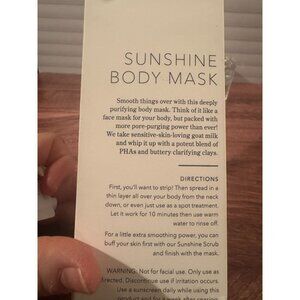 SUNSHINE
BODY MASK
Smooth things over with this deeply
purifying body mask. Think of it like a
face mask for your body, but packed with
more pore-purging power than ever!
We take sensitive-skin-loving goat milk
and whip it up with a potent blend of
PHAs and buttery clarifying clays.
DIRECTIONS
First, you'll want to strip! Then spread in a
thin layer all over your body from the neck
down, or even just use as a spot treatment.
Let it work for 10 minutes then use warm
water to rinse off.
For a little extra smoothing power, you can
buff your skin first with our Sunshine Scrub
and finish with the mask.
WARNING: Not for facial use. Only use as
directed. Discontinue use if irritation occurs.
Use a sunscreen daily while using this
product and for a week after